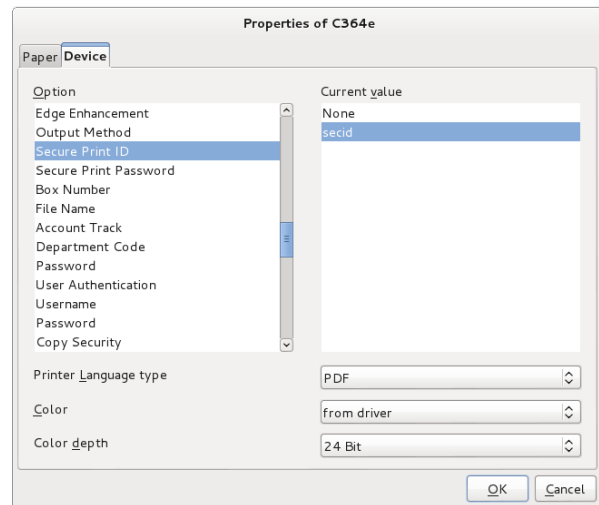 Properties of C364e
Paper Device
Option
Edge Enhancement
Output Method
Secure Print ID
Secure Print Password
Box Number
File Name
Account Track
Department Code
Password
User Authentication
Username
Password
Copy Security
Current value
None
secid
Printer Language type
PDF
Color
from driver
Color depth
24 Bit
OK Cancel